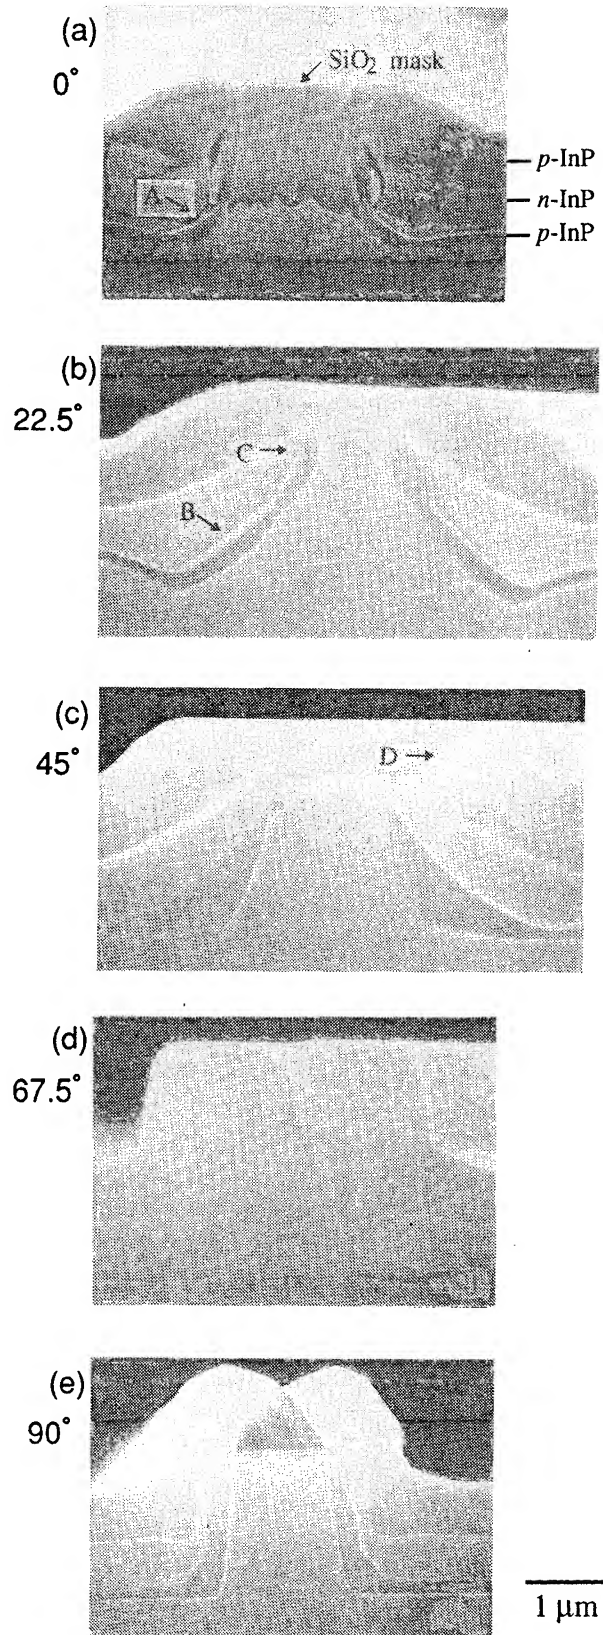 (a)
0°
SiO₂ mask
A
p-InP
n-InP
p-InP
(b)
22.5°
C
B
(c)
45°
D
(d)
67.5°
(e)
90°
1 μm